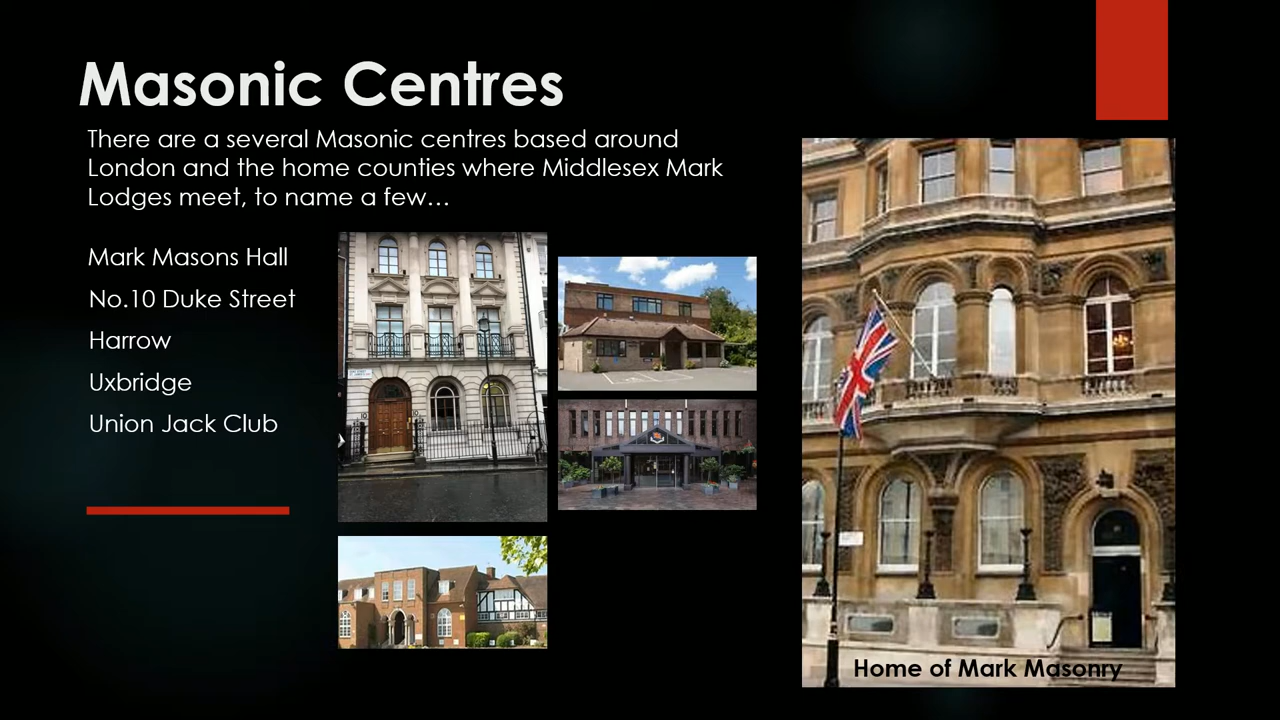 Masonic Centres
There are a several Masonic centres based around
London and the home counties where Middlesex Mark
Lodges meet, to name a few…
Mark Masons Hall
No.10 Duke Street
Harrow
Uxbridge
Union Jack Club
Home of Mark Masonry